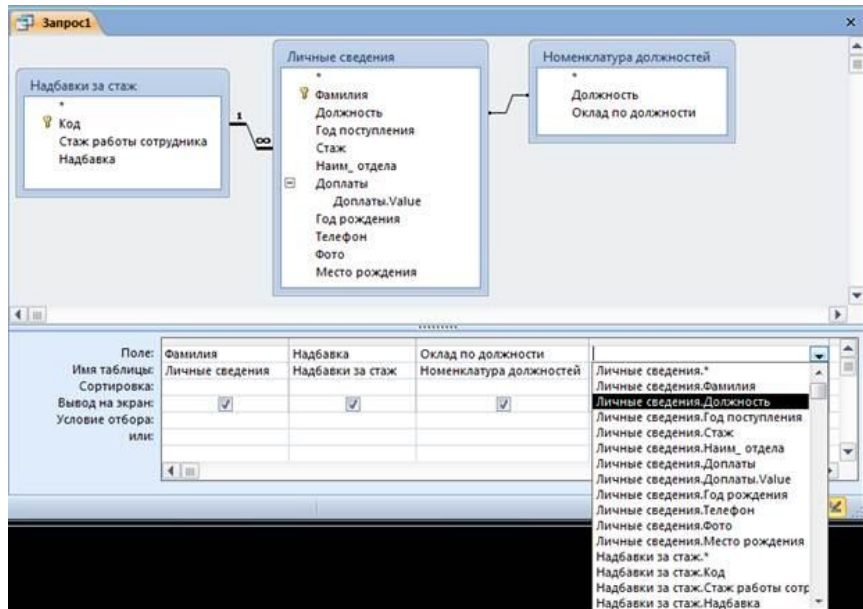 Запрос1
Надбавки за стаж
*
Код
Стаж работы сотрудника
Надбавка
1
∞
Личные сведения
*
Фамилия
Должность
Год поступления
Стаж
Наим_ отдела
Доплаты
Доплаты.Value
Год рождения
Телефон
Фото
Место рождения
Номенклатура должностей
*
Должность
Оклад по должности
Поле: Фамилия Надбавка Оклад по должности
Имя таблицы: Личные сведения Надбавки за стаж Номенклатура должностей
Сортировка:
Вывод на экран:
Условие отбора:
или:
Личные сведения.*
Личные сведения.Фамилия
Личные сведения.Должность
Личные сведения.Год поступления
Личные сведения.Стаж
Личные сведения.Наим_ отдела
Личные сведения.Доплаты
Личные сведения.Доплаты.Value
Личные сведения.Год рождения
Личные сведения.Телефон
Личные сведения.Фото
Личные сведения.Место рождения
Надбавки за стаж.*
Надбавки за стаж.Код
Надбавки за стаж.Стаж работы сотр
Надбавки за стаж.Надбавка